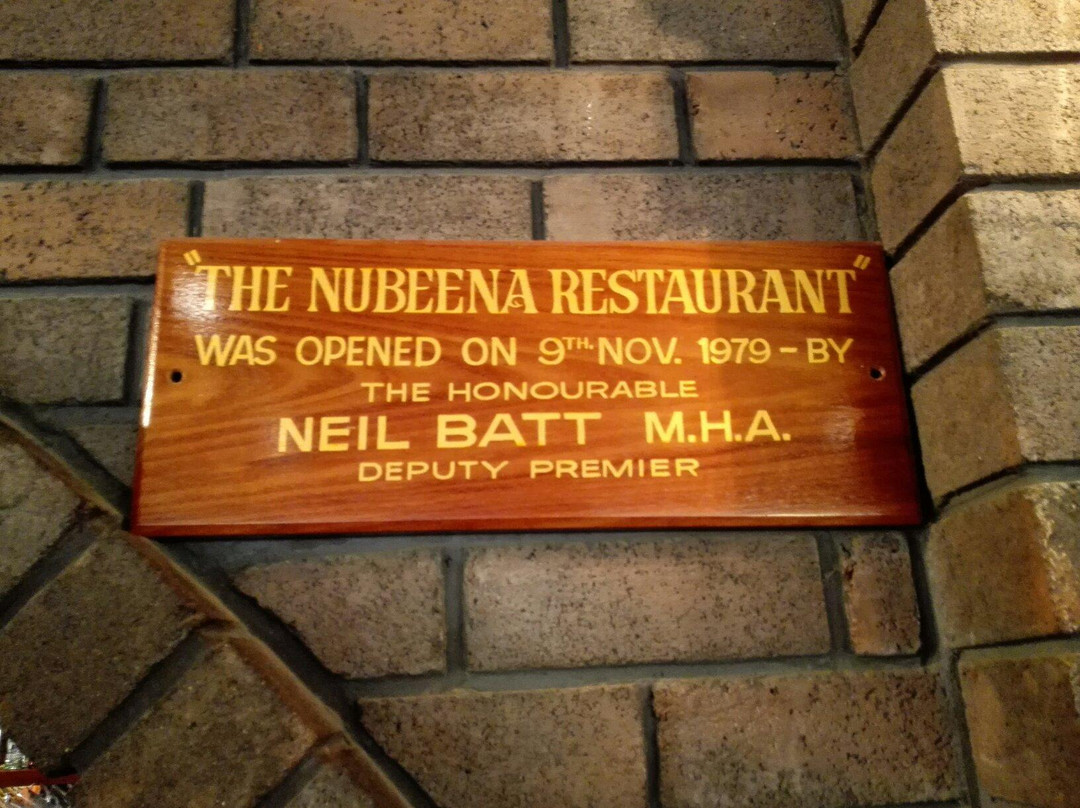 "THE NUBEENA RESTAURANT"
WAS OPENED ON 9TH. NOV. 1979 - BY
THE HONOURABLE
NEIL BATT M.H.A.
DEPUTY PREMIER